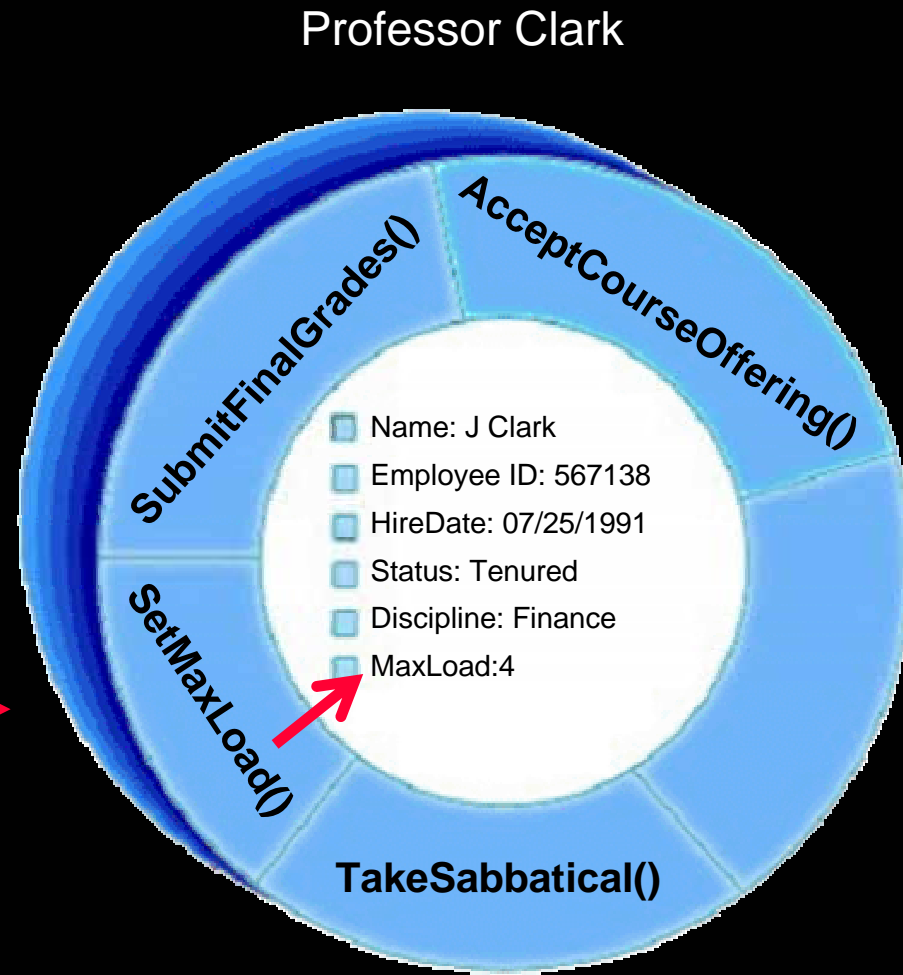 Professor Clark
AcceptCourseOffering()
SubmitFinalGrades()
Name: J Clark
Employee ID: 567138
HireDate: 07/25/1991
Status: Tenured
Discipline: Finance
MaxLoad:4
SetMaxLoad()
TakeSabbatical()